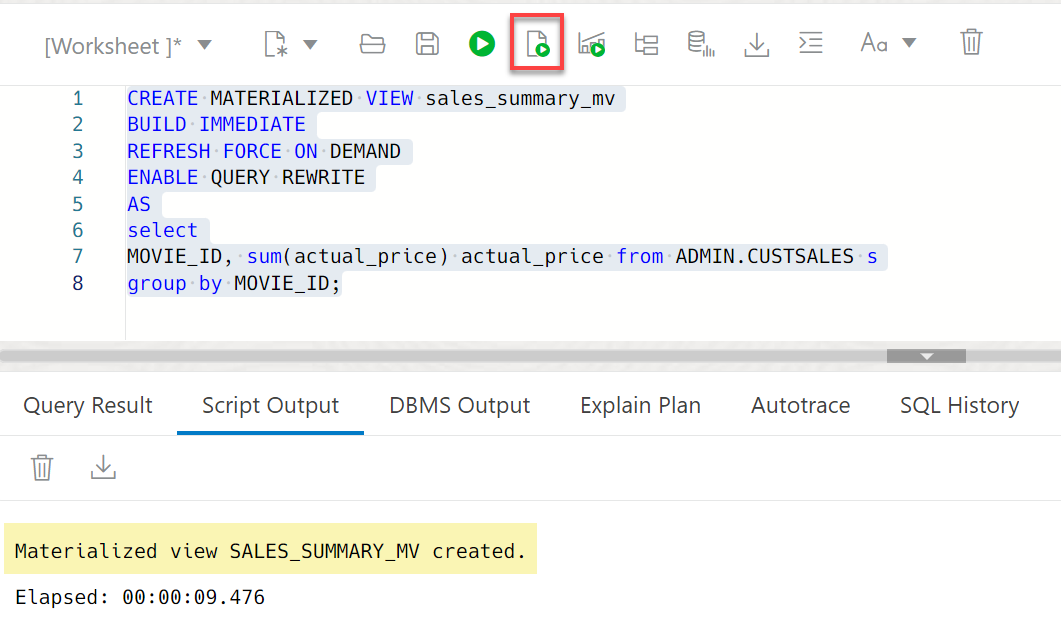 [Worksheet ]*
Aa
1 CREATE MATERIALIZED VIEW sales_summary_mv
2 BUILD IMMEDIATE
3 REFRESH FORCE ON DEMAND
4 ENABLE QUERY REWRITE
5 AS
6 select
7 MOVIE_ID, sum(actual_price) actual_price from ADMIN.CUSTSALES s
8 group by MOVIE_ID;
Query Result Script Output DBMS Output Explain Plan Autotrace SQL History
Materialized view SALES_SUMMARY_MV created.
Elapsed: 00:00:09.476